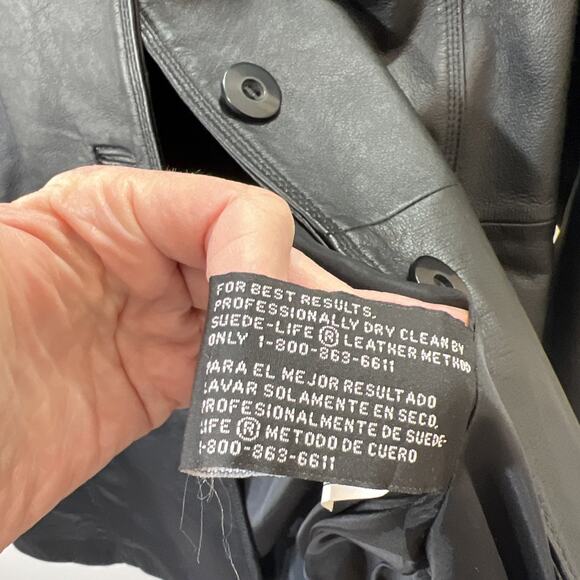 FOR BEST RESULTS,
PROFESSIONALLY DRY CLEAN BY
SUEDE-LIFE ® LEATHER METHOD
ONLY 1-800-863-6611
PARA EL MEJOR RESULTADO
LAVAR SOLAMENTE EN SECO,
PROFESIONALMENTE DE SUEDE-
LIFE ® METODO DE CUERO
1-800-863-6611